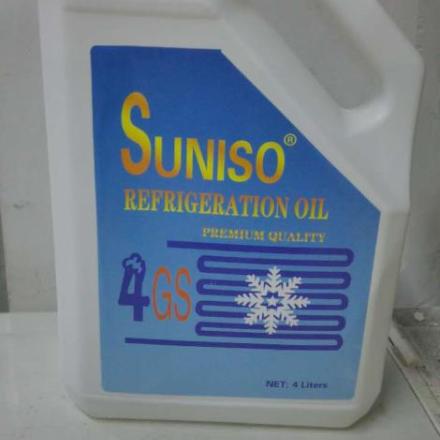 SUNISO®
REFRIGERATION OIL
PREMIUM QUALITY
4GS
NET: 4 Liters